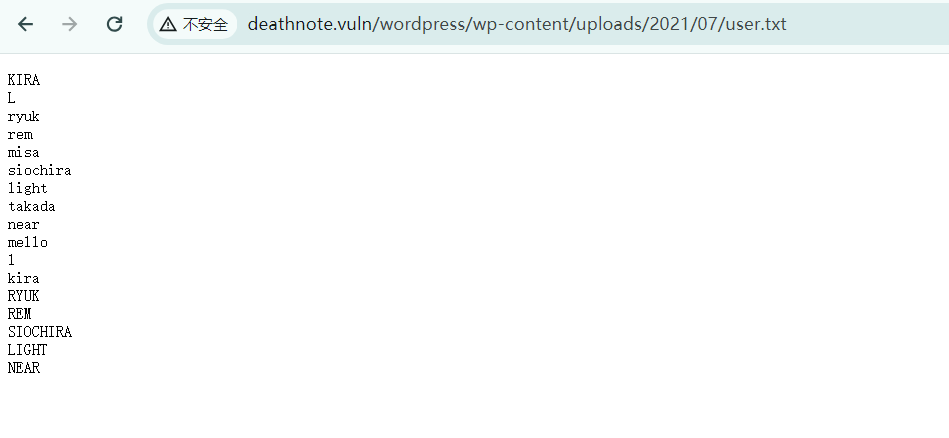 不安全 deathnote.vuln/wordpress/wp-content/uploads/2021/07/user.txt
KIRA
L
ryuk
rem
misa
siochira
light
takada
near
mello
l
kira
RYUK
REM
SIOCHIRA
LIGHT
NEAR